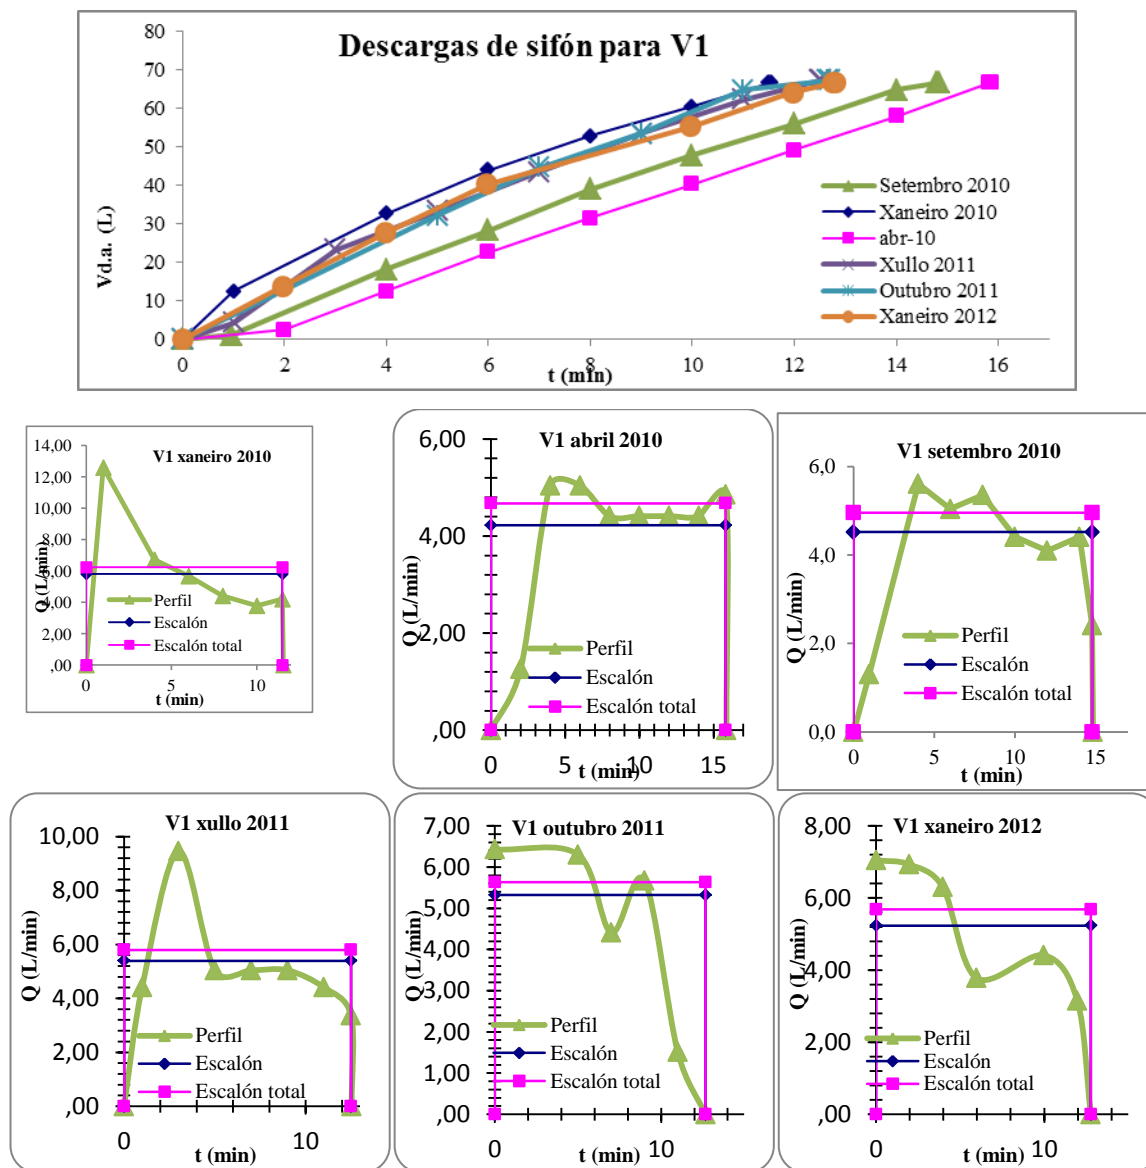 Descargas de sifón para V1
Vd.a. (L)
80
70
60
50
40
30
20
10
0
0 2 4 6 8 10 12 14 16
t (min)
Setembro 2010
Xaneiro 2010
abr-10
Xullo 2011
Outubro 2011
Xaneiro 2012
V1 xaneiro 2010
Q (L/min)
14,00
12,00
10,00
8,00
6,00
4,00
2,00
,00
0 5 10
t (min)
Perfil
Escalón
Escalón total
V1 abril 2010
Q (L/min)
6,00
4,00
2,00
,00
0 5 10 15
t (min)
Perfil
Escalón
Escalón total
V1 setembro 2010
Q (L/min)
6,0
4,0
2,0
0,0
0 5 10 15
t (min)
Perfil
Escalón
Escalón total
V1 xullo 2011
Q (L/min)
10,00
8,00
6,00
4,00
2,00
,00
0 10
t (min)
Perfil
Escalón
Escalón total
V1 outubro 2011
Q (L/min)
7,00
6,00
5,00
4,00
3,00
2,00
1,00
,00
0 10
t (min)
Perfil
Escalón
Escalón total
V1 xaneiro 2012
Q (L/min)
8,00
6,00
4,00
2,00
,00
0 10
t (min)
Perfil
Escalón
Escalón total